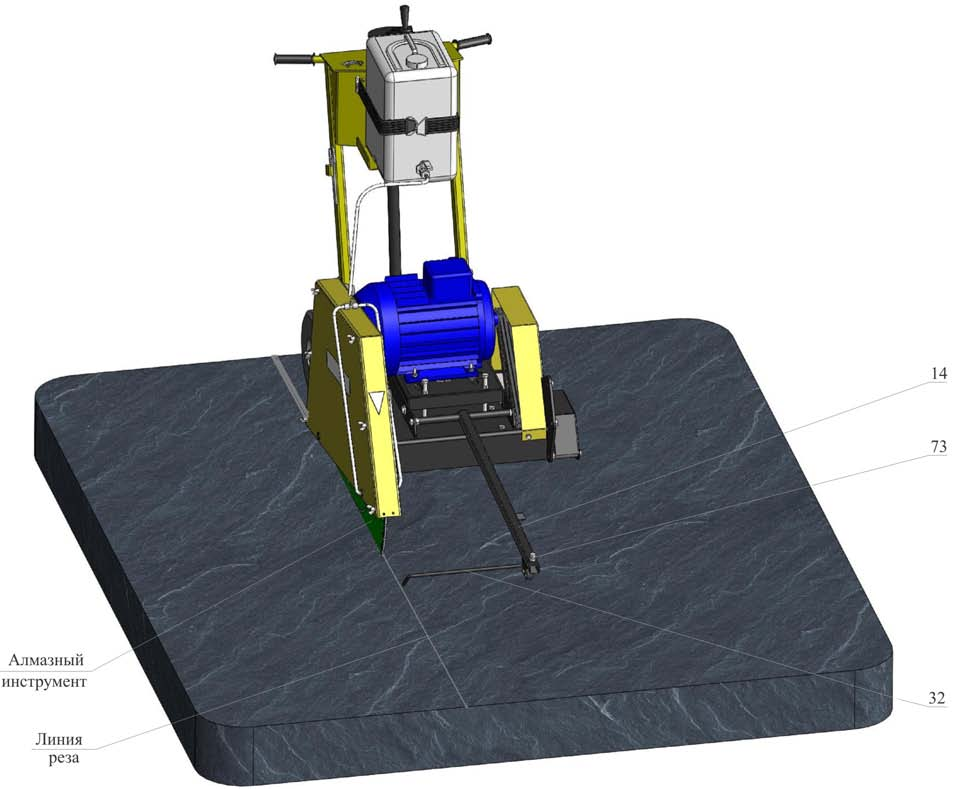 14
73
Алмазный
инструмент
32
Линия
реза